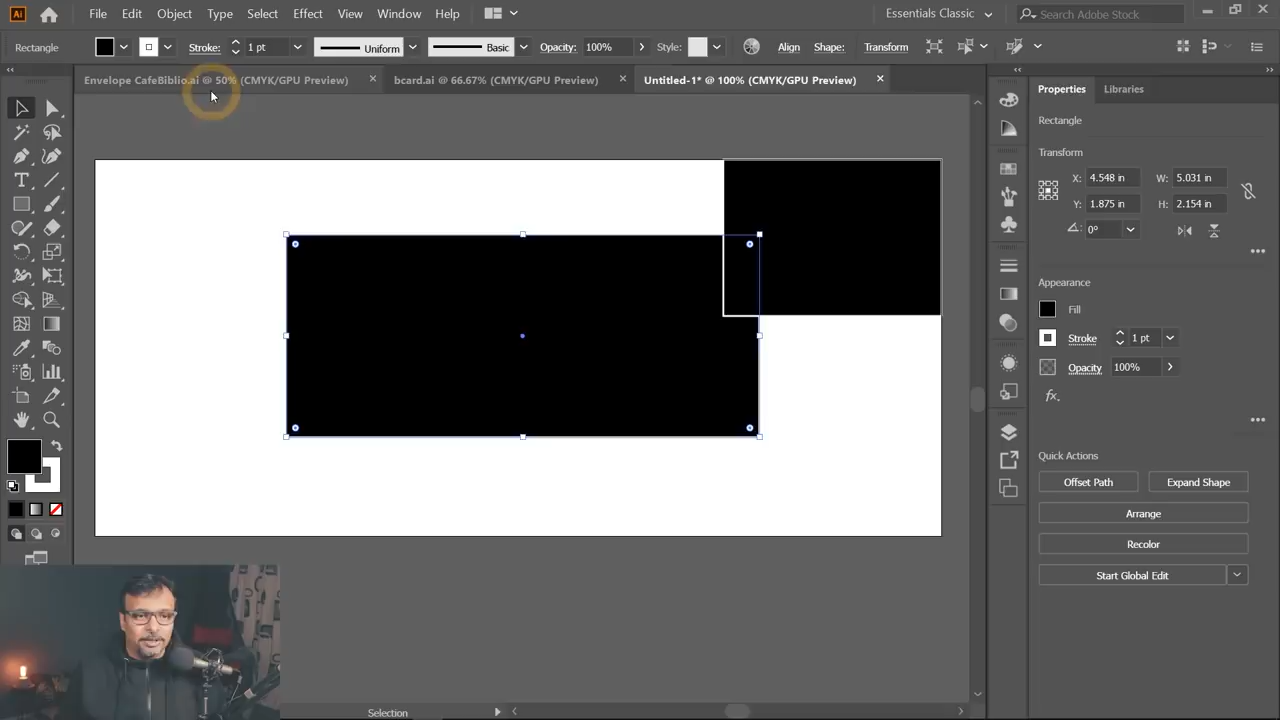 Ai File Edit Object Type Select Effect View Window Help Essentials Classic Search Adobe Stock
Rectangle Stroke: 1 pt Uniform Basic Opacity: 100% Style: Align Shape: Transform
Envelope CafeBiblio.ai @ 50% (CMYK/GPU Preview) × bcard.ai @ 66.67% (CMYK/GPU Preview) × Untitled-1* @ 100% (CMYK/GPU Preview) ×
Properties Libraries
Rectangle
Transform
X: 4.548 in W: 5.031 in
Y: 1.875 in H: 2.154 in
0°
Appearance
Fill
Stroke 1 pt
Opacity 100%
fx.
Quick Actions
Offset Path Expand Shape
Arrange
Recolor
Start Global Edit
Selection